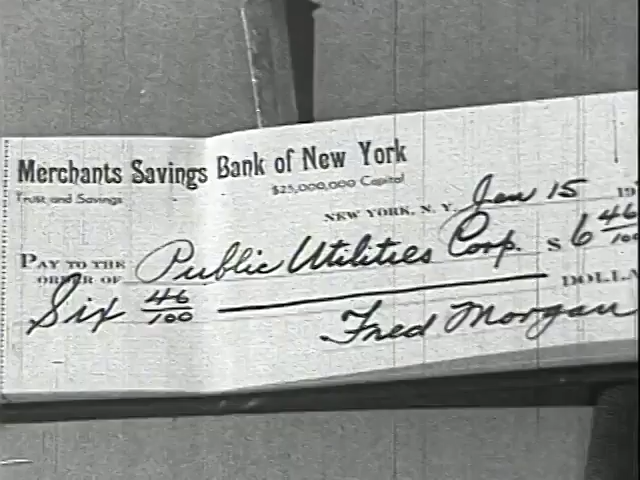 Merchants Savings Bank of New York
Trust and Savings $25,000,000 Capital
NEW YORK, N. Y. Jan 15 19
PAY TO THE ORDER OF Public Utilities Corp. $ 6 46/100
Six 46/100 DOLLA
Fred Morgan